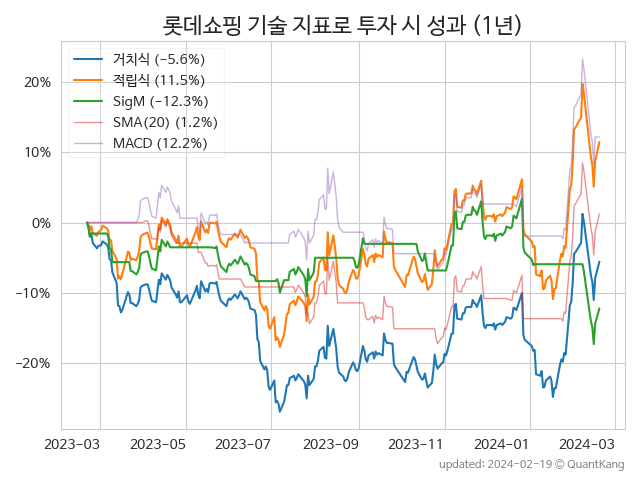 롯데쇼핑 기술 지표로 투자 시 성과 (1년)
거치식 (−5.6%)
적립식 (11.5%)
SigM (−12.3%)
SMA(20) (1.2%)
MACD (12.2%)
20%
10%
0%
−10%
−20%
2023-03 2023-05 2023-07 2023-09 2023-11 2024-01 2024-03
updated: 2024-02-19 © QuantKang